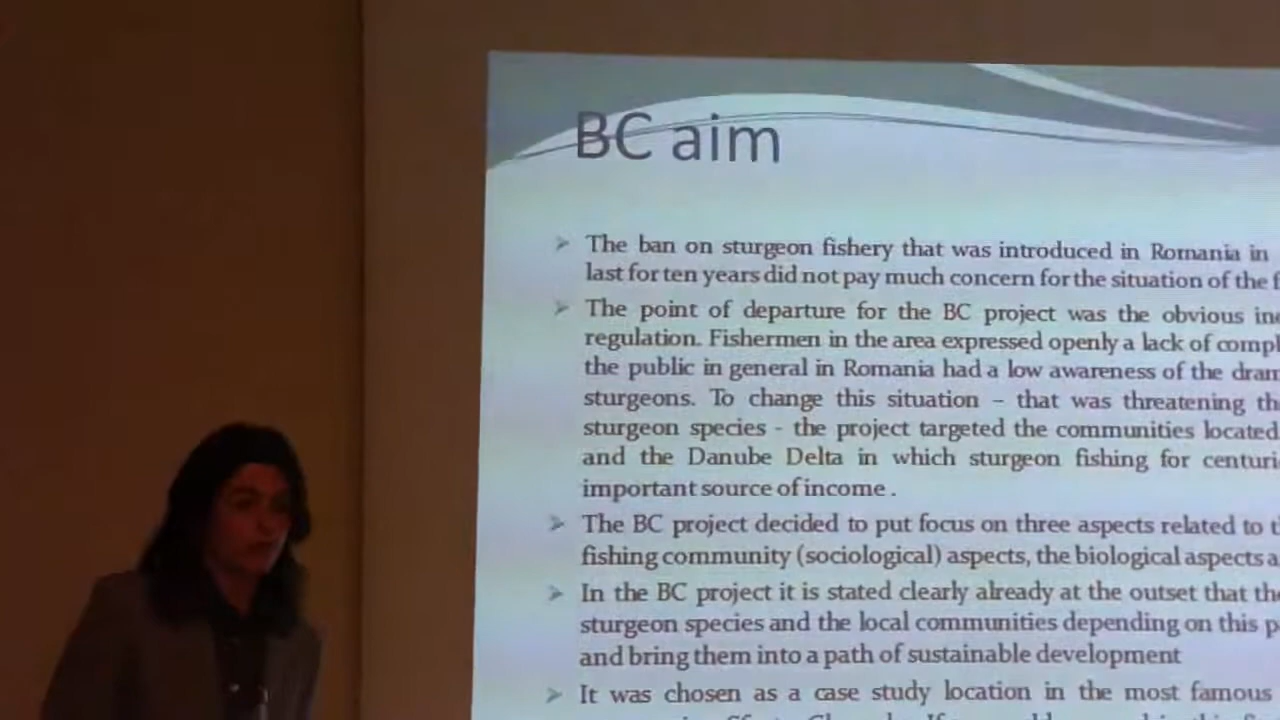 BC aim
The ban on sturgeon fishery that was introduced in Romania in
last for ten years did not pay much concern for the situation of the
The point of departure for the BC project was the obvious
regulation. Fishermen in the area expressed openly a lack of
the public in general in Romania had a low awareness of the
sturgeons. To change this situation – that was threatening
sturgeon species - the project targeted the communities located
and the Danube Delta in which sturgeon fishing for
important source of income .
The BC project decided to put focus on three aspects related to
fishing community (sociological) aspects, the biological aspects
In the BC project it is stated clearly already at the outset that
sturgeon species and the local communities depending on this
and bring them into a path of sustainable development
It was chosen as a case study location in the most famous